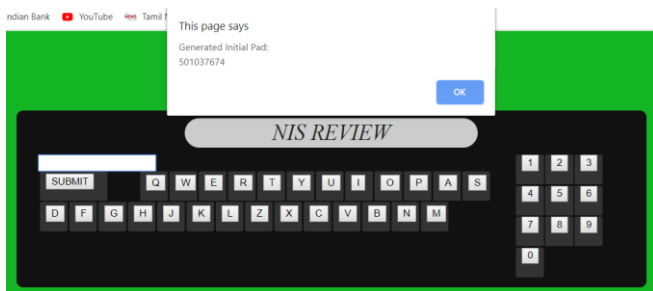 ndian Bank YouTube NEWS Tamil
This page says
Generated Initial Pad:
501037674
OK
NIS REVIEW
SUBMIT Q W E R T Y U I O P A S
D F G H J K L Z X C V B N M
1 2 3
4 5 6
7 8 9
0